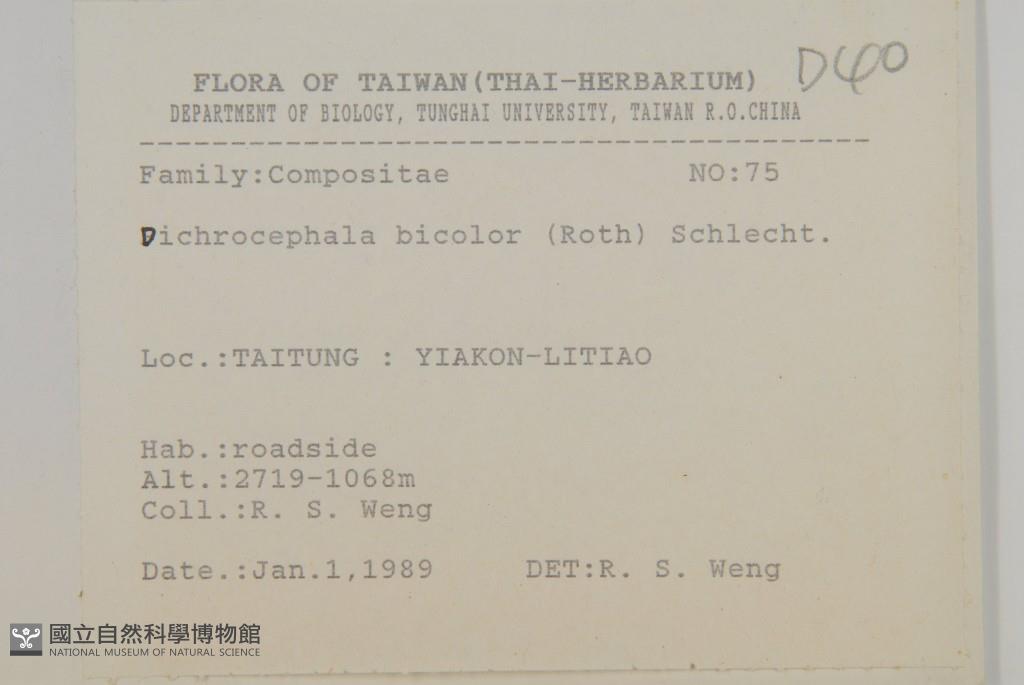 D40
FLORA OF TAIWAN(THAI-HERBARIUM)
DEPARTMENT OF BIOLOGY, TUNGHAI UNIVERSITY, TAIWAN R.O.CHINA
Family:Compositae NO:75
Dichrocephala bicolor (Roth) Schlecht.
Loc.:TAITUNG : YIAKON-LITIAO
Hab.:roadside
Alt.:2719-1068m
Coll.:R. S. Weng
Date.:Jan.1,1989 DET:R. S. Weng
國立自然科學博物館
NATIONAL MUSEUM OF NATURAL SCIENCE